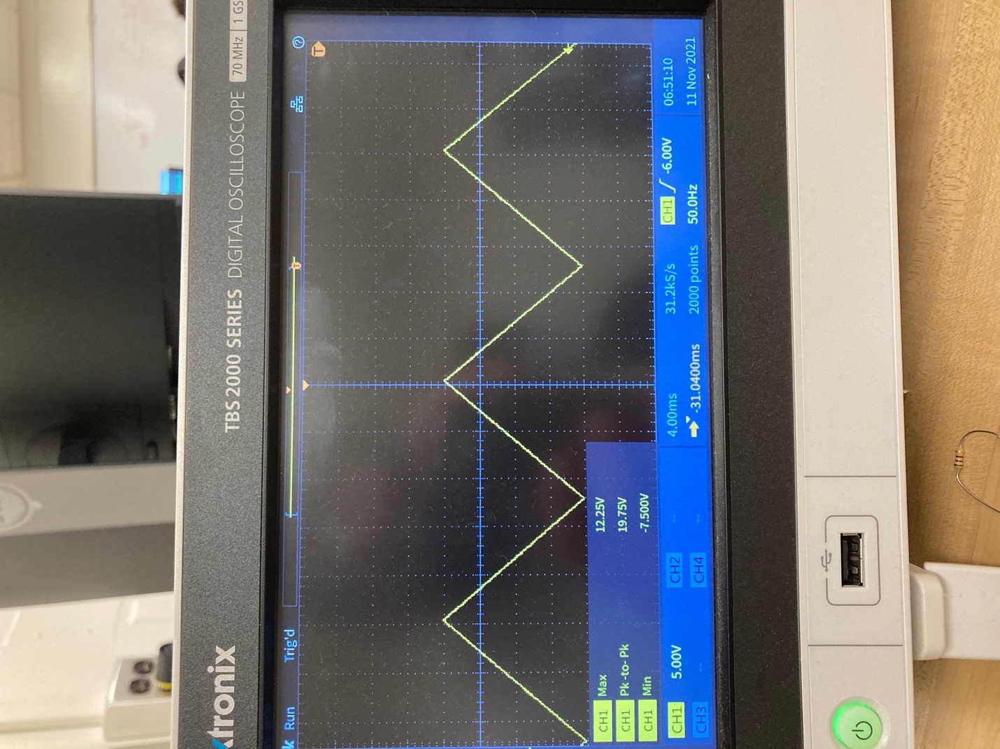 ktronix TBS 2000 SERIES DIGITAL OSCILLOSCOPE 70 MHz 1 GS
k Run Trig'd
T
T
CH1 Max 12.25V
CH1 Pk-to-Pk 19.75V
CH1 Min -7.500V
CH1 5.00V CH2 -- 4.00ms 31.2kS/s CH1 -6.00V 06:51:10
CH3 -- CH4 -- -31.0400ms 2000 points 50.0Hz 11 Nov 2021